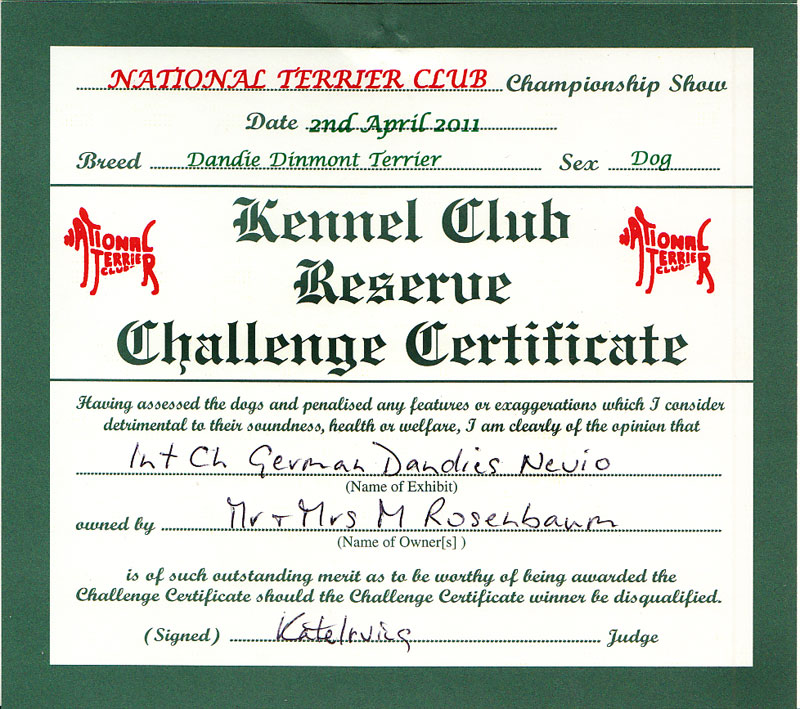 NATIONAL TERRIER CLUB Championship Show
Date 2nd April 2011
Breed Dandie Dinmont Terrier Sex Dog
NATIONAL TERRIER CLUB
Kennel Club
NATIONAL TERRIER CLUB
Reserve
Challenge Certificate
Having assessed the dogs and penalised any features or exaggerations which I consider
detrimental to their soundness, health or welfare, I am clearly of the opinion that
Int Ch German Dandies Nevio
(Name of Exhibit)
owned by Mr + Mrs M Rosenbaum
(Name of Owner[s] )
is of such outstanding merit as to be worthy of being awarded the
Challenge Certificate should the Challenge Certificate winner be disqualified.
(Signed) Kate Irving Judge